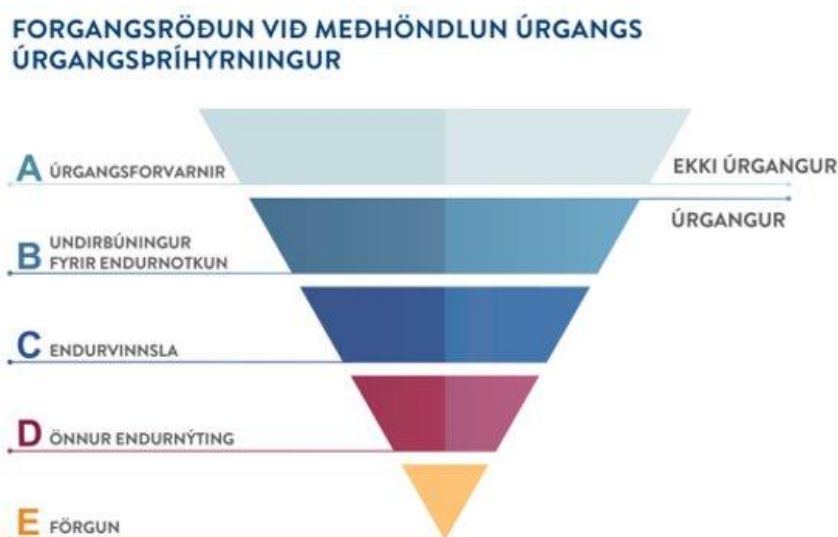 FORGANGSRÖÐUN VIÐ MEÐHÖNDLUN ÚRGANGS
ÚRGANGSÞRÍHYRNINGUR
A ÚRGANGSFORVARNIR
EKKI ÚRGANGUR
ÚRGANGUR
B UNDIRBÚNINGUR
FYRIR ENDURNOTKUN
C ENDURVINNSLA
D ÖNNUR ENDURNÝTING
E FÖRGUN